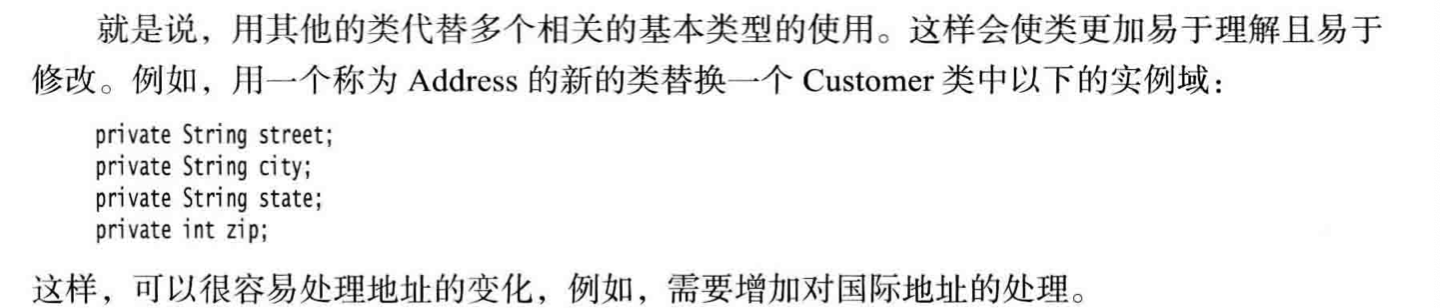 就是说，用其他的类代替多个相关的基本类型的使用。这样会使类更加易于理解且易于
修改。例如，用一个称为 Address 的新的类替换一个 Customer 类中以下的实例域：
private String street;
private String city;
private String state;
private int zip;
这样，可以很容易处理地址的变化，例如，需要增加对国际地址的处理。